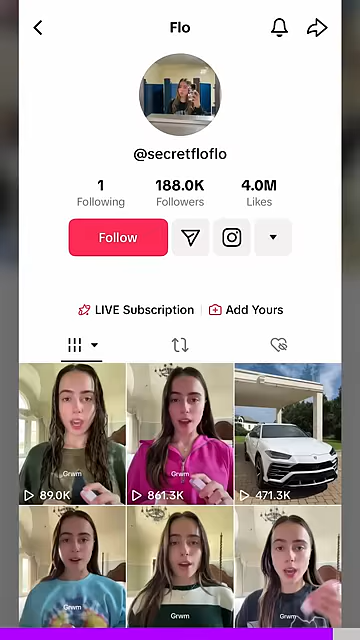 Flo
@secretfloflo
1 188.0K 4.0M
Following Followers Likes
Follow
LIVE Subscription Add Yours
Grwm Grwm
89.0K 861.3K 471.3K
Grwm Grwm Grwm